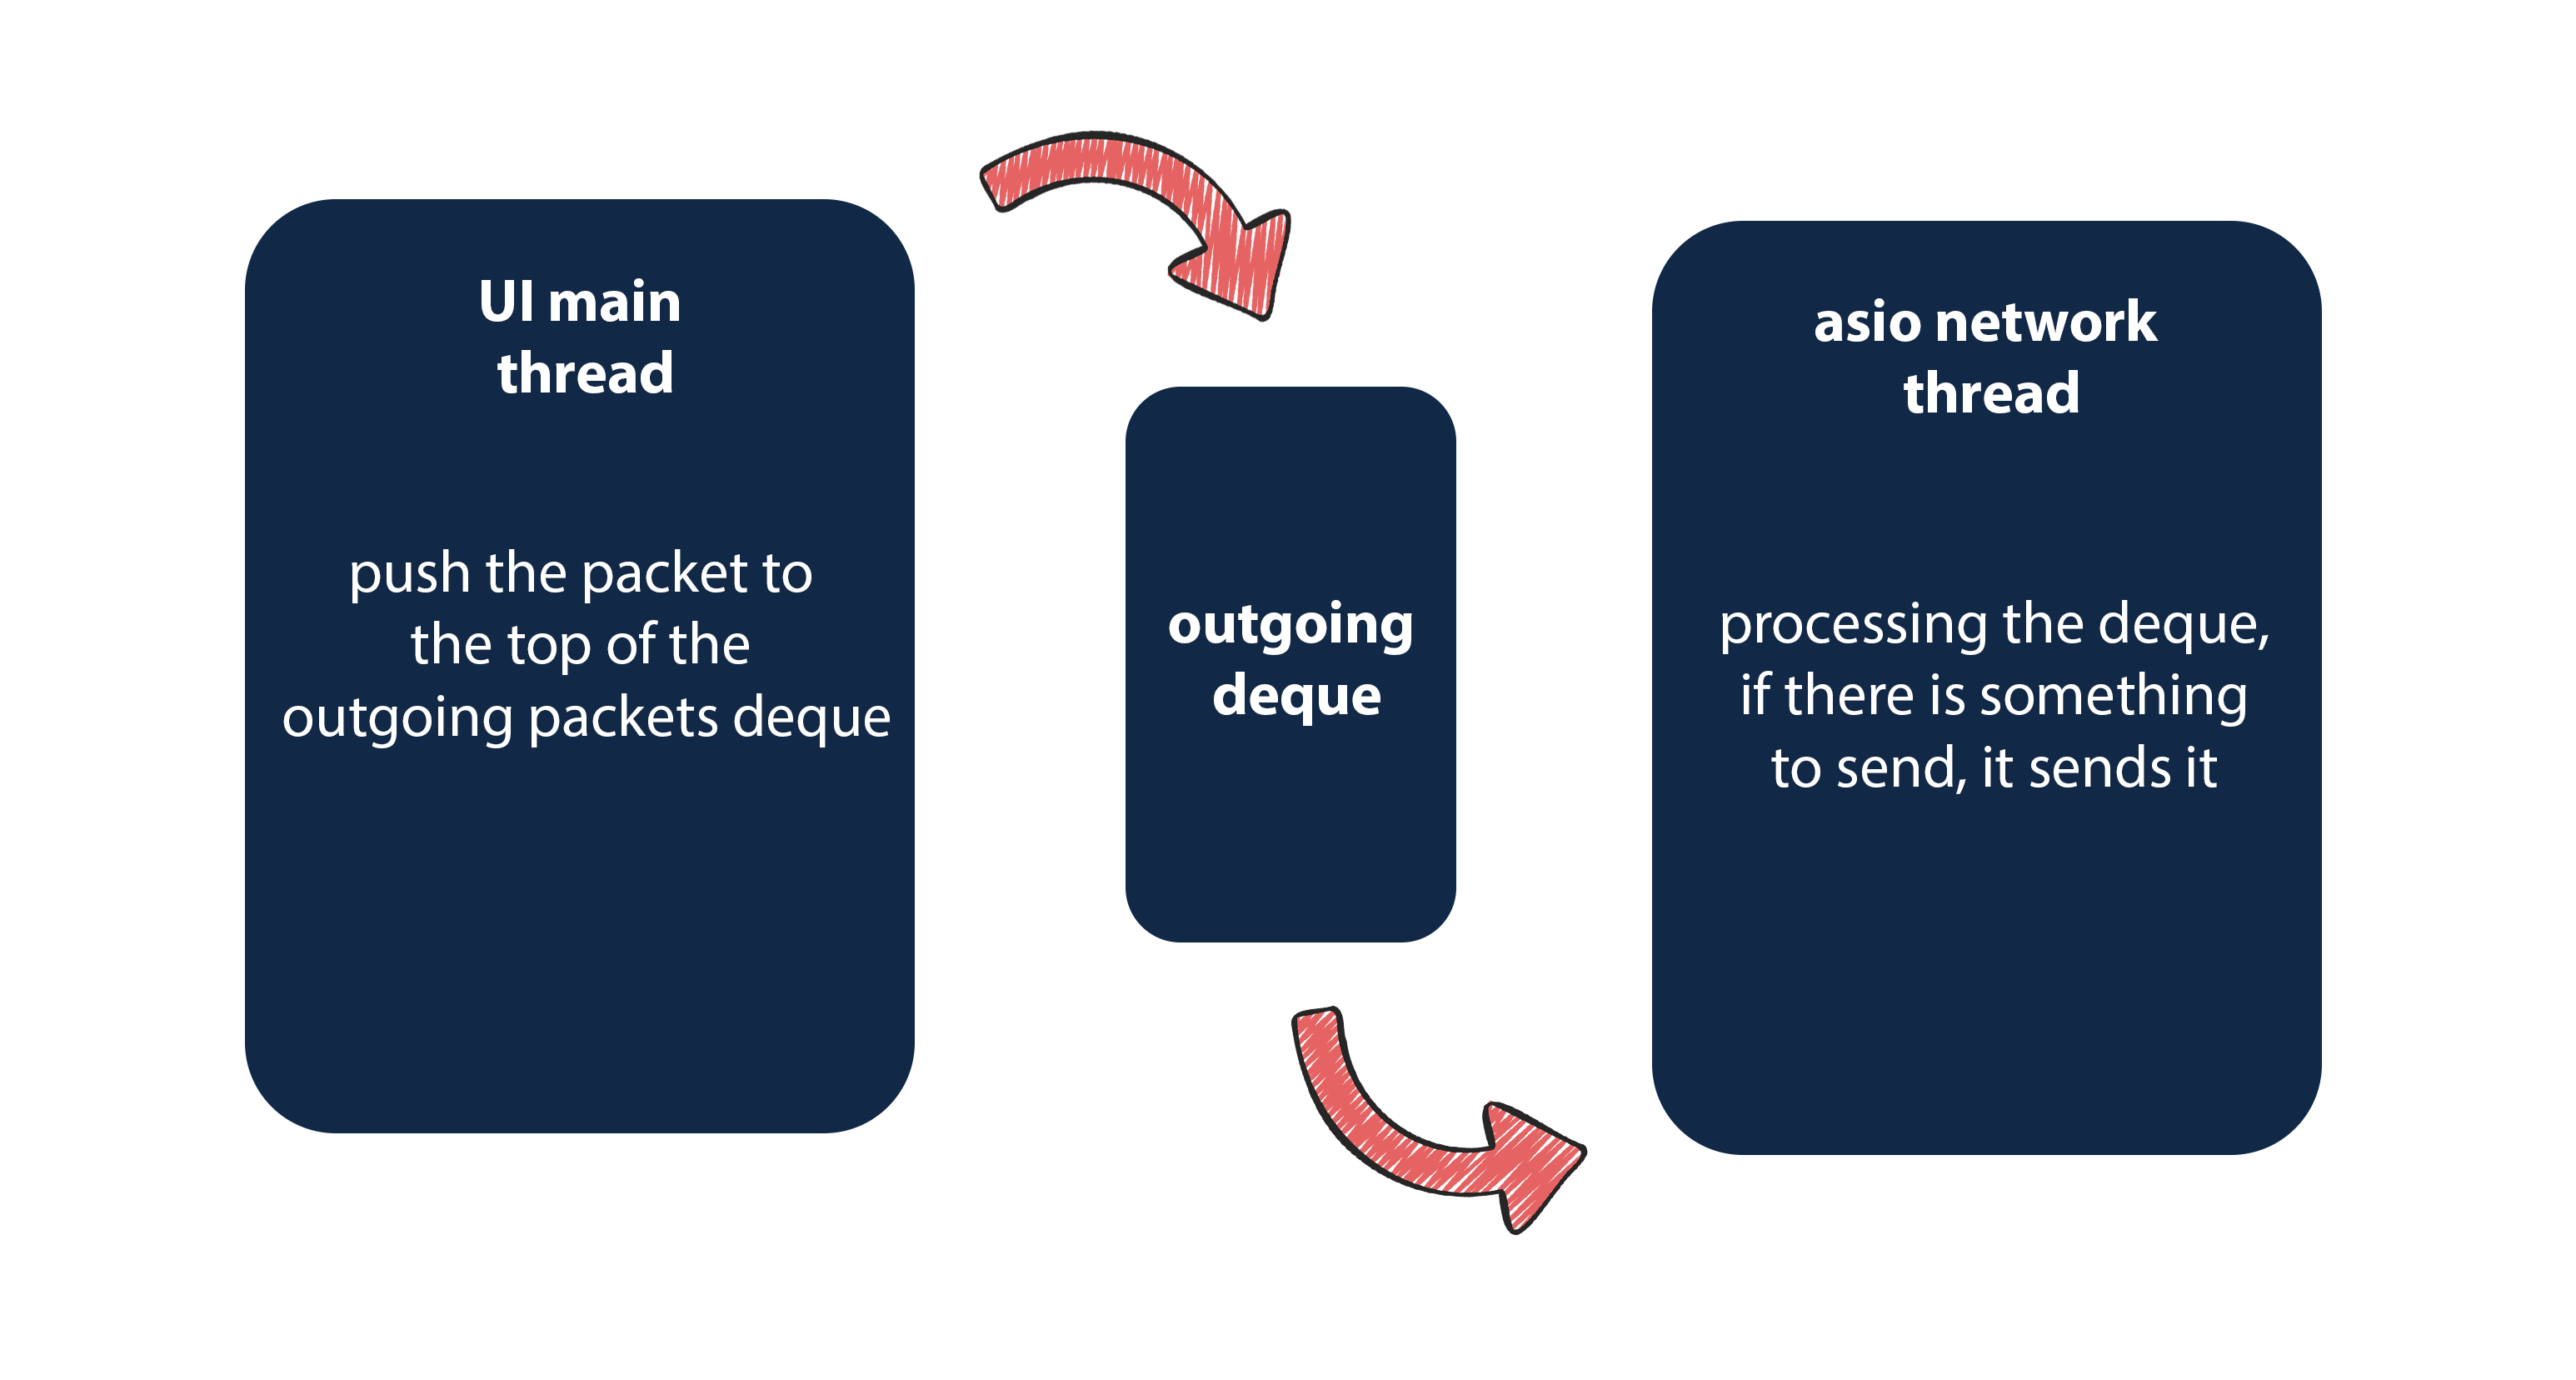 UI main
thread
push the packet to
the top of the
outgoing packets deque
outgoing
deque
asio network
thread
processing the deque,
if there is something
to send, it sends it